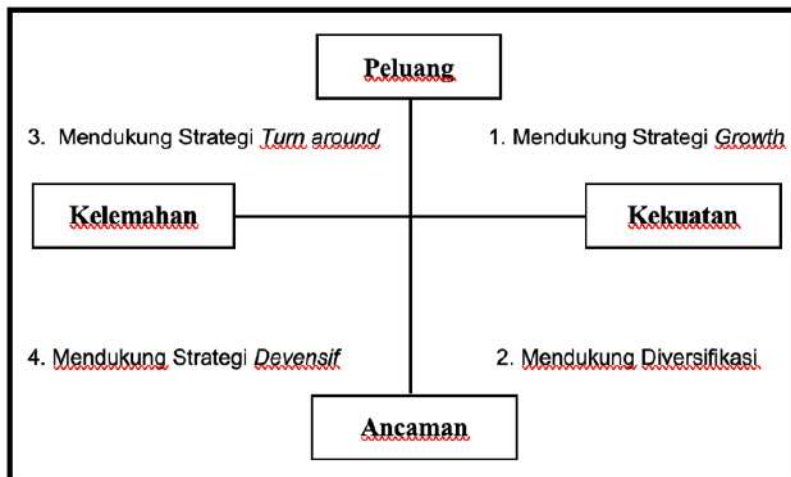 Peluang
3. Mendukung Strategi Turn around
1. Mendukung Strategi Growth
Kelemahan
Kekuatan
4. Mendukung Strategi Devensif
2. Mendukung Diversifikasi
Ancaman